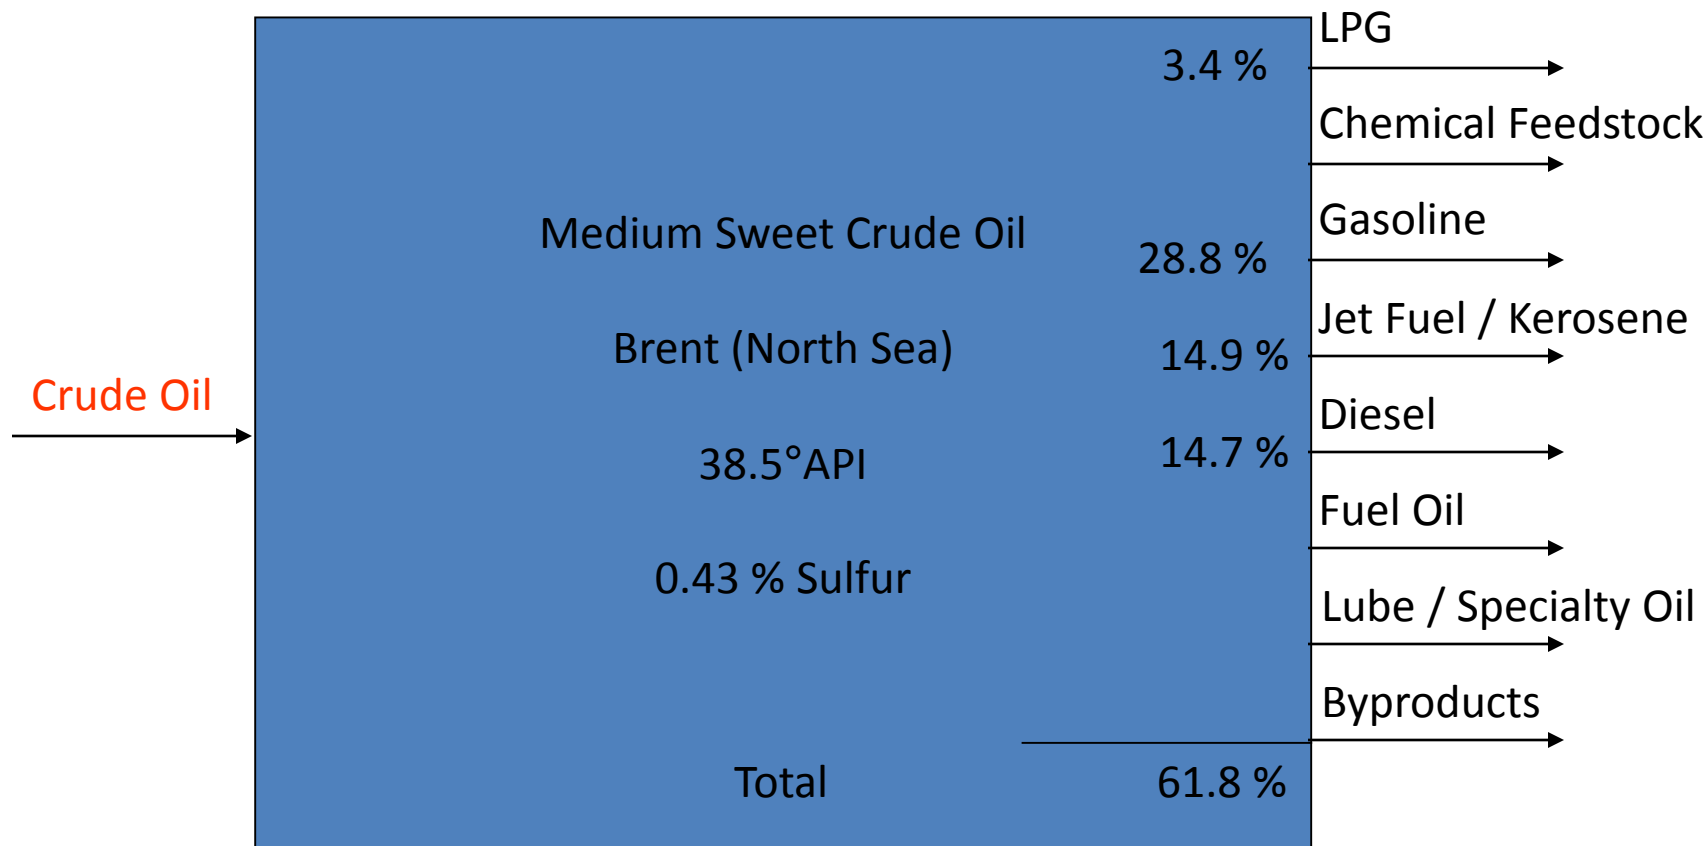 LPG
3.4 %
Chemical Feedstock
Medium Sweet Crude Oil
Gasoline
28.8 %
Brent (North Sea)
Jet Fuel / Kerosene
14.9 %
Crude Oil
Diesel
38.5°API
14.7 %
Fuel Oil
0.43 % Sulfur
Lube / Specialty Oil
Byproducts
Total
61.8 %